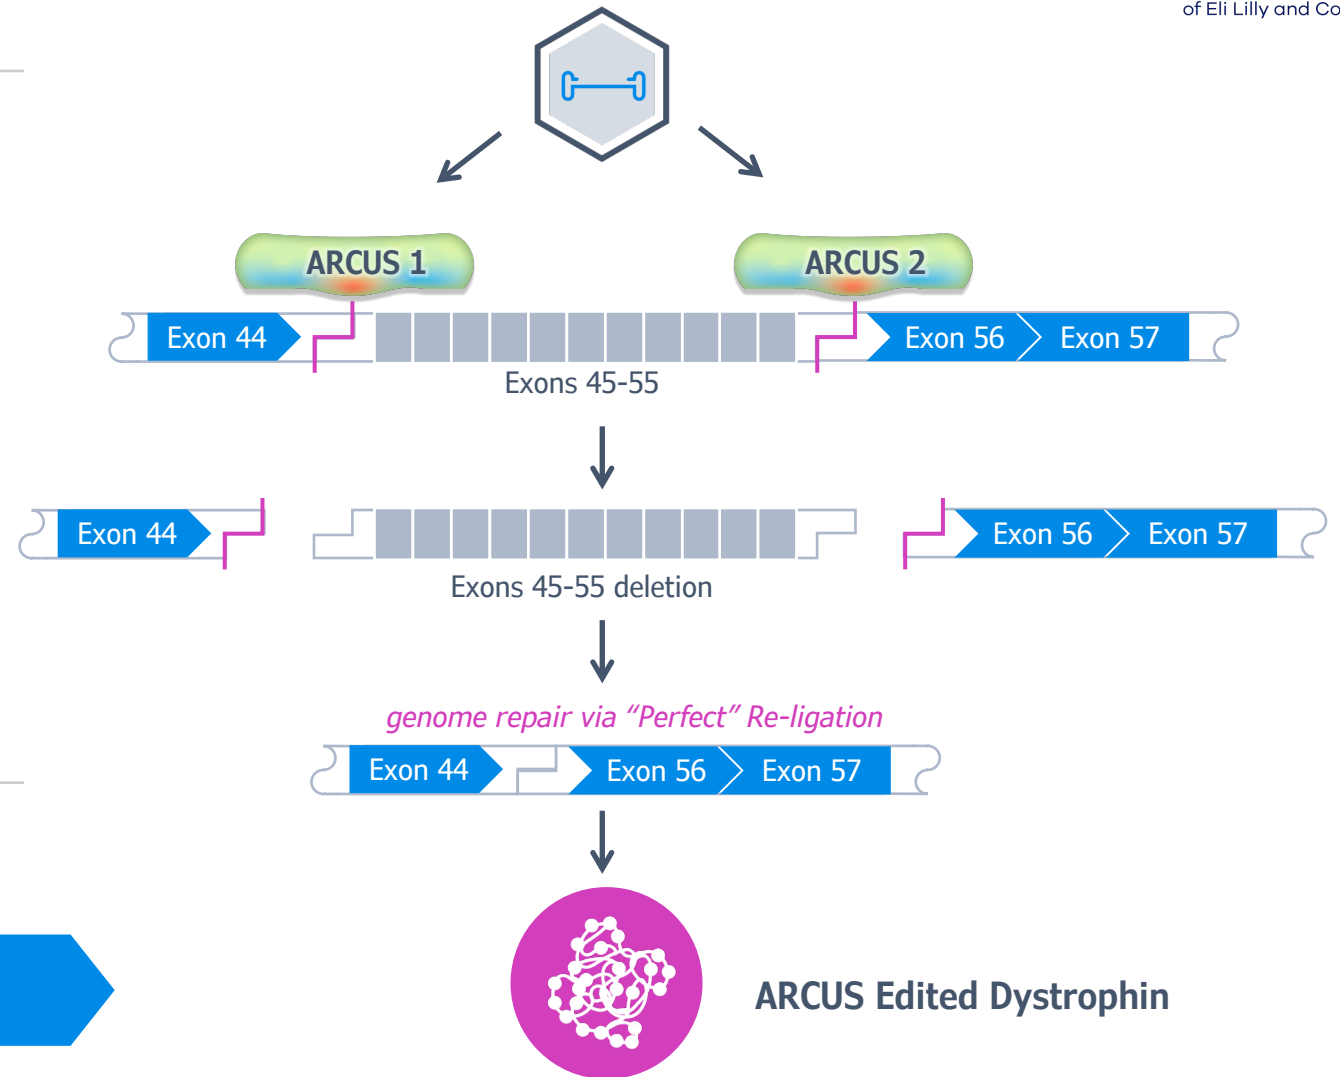 of Eli Lilly and Co
ARCUS 1
ARCUS 2
Exon 44
Exon 56
Exon 57
Exons 45-55
Exon 44
Exon 56
Exon 57
Exons 45-55 deletion
genome repair via “Perfect” Re-ligation
Exon 44
Exon 56
Exon 57
ARCUS Edited Dystrophin